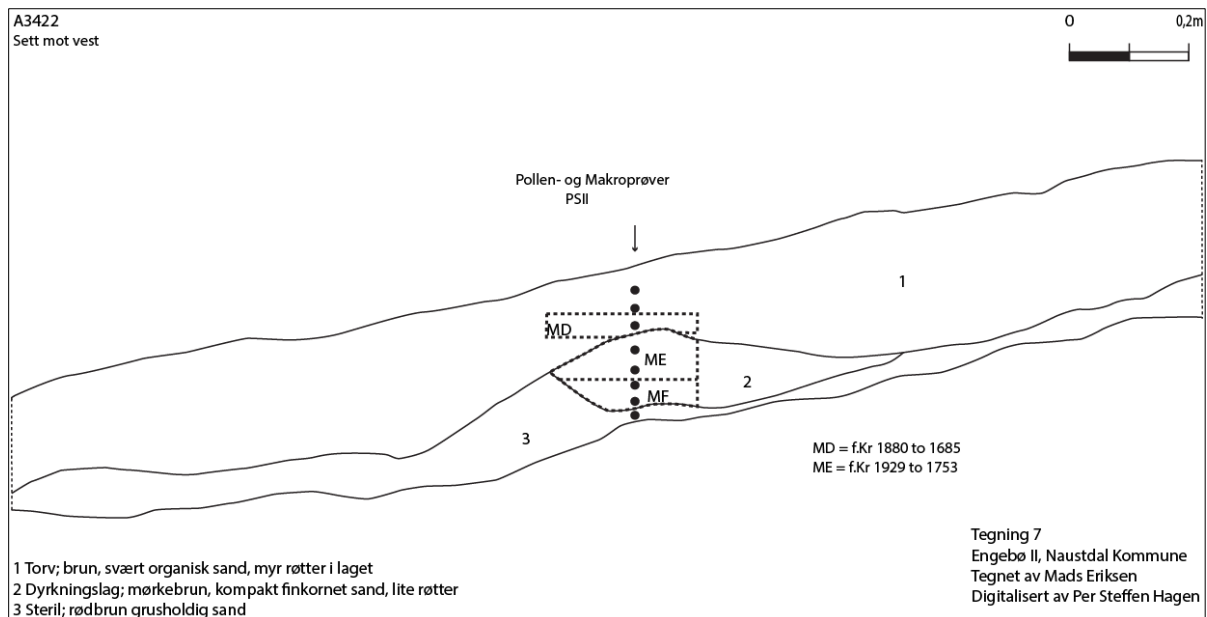 A3422
Sett mot vest
0 0,2m
Pollen- og Makroprøver
PSII
1
MD
ME
2
MF
3
MD = f.Kr 1880 to 1685
ME = f.Kr 1929 to 1753
1 Torv; brun, svært organisk sand, myr røtter i laget
2 Dyrkningslag; mørkebrun, kompakt finkornet sand, lite røtter
3 Steril; rødbrun grusholdig sand
Tegning 7
Engebø II, Naustdal Kommune
Tegnet av Mads Eriksen
Digitalisert av Per Steffen Hagen